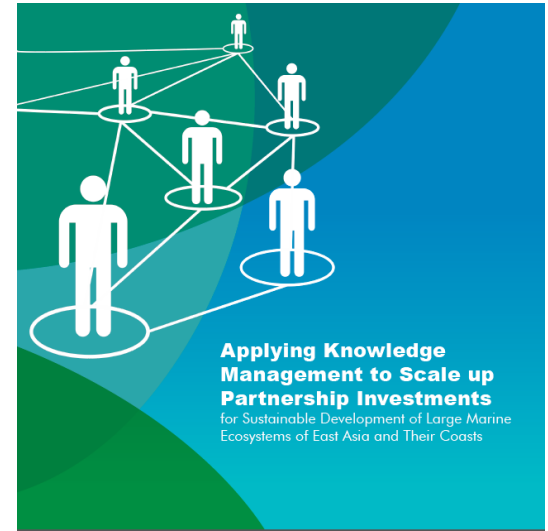 Applying Knowledge
Management to Scale up
Partnership Investments
for Sustainable Development of Large Marine
Ecosystems of East Asia and Their Coasts